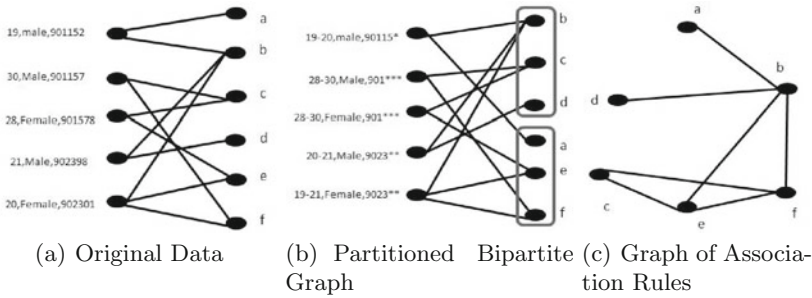 19,male,901152
30,Male,901157
28,Female,901578
21,Male,902398
20,Female,902301
a
b
c
d
e
f
(a) Original Data
19-20,male,90115*
28-30,Male,901***
28-30,Female,901***
20-21,Male,9023**
19-21,Female,9023**
b
c
d
a
e
f
(b) Partitioned Bipartite
Graph
a
b
d
c
e
f
(c) Graph of Associa-
tion Rules